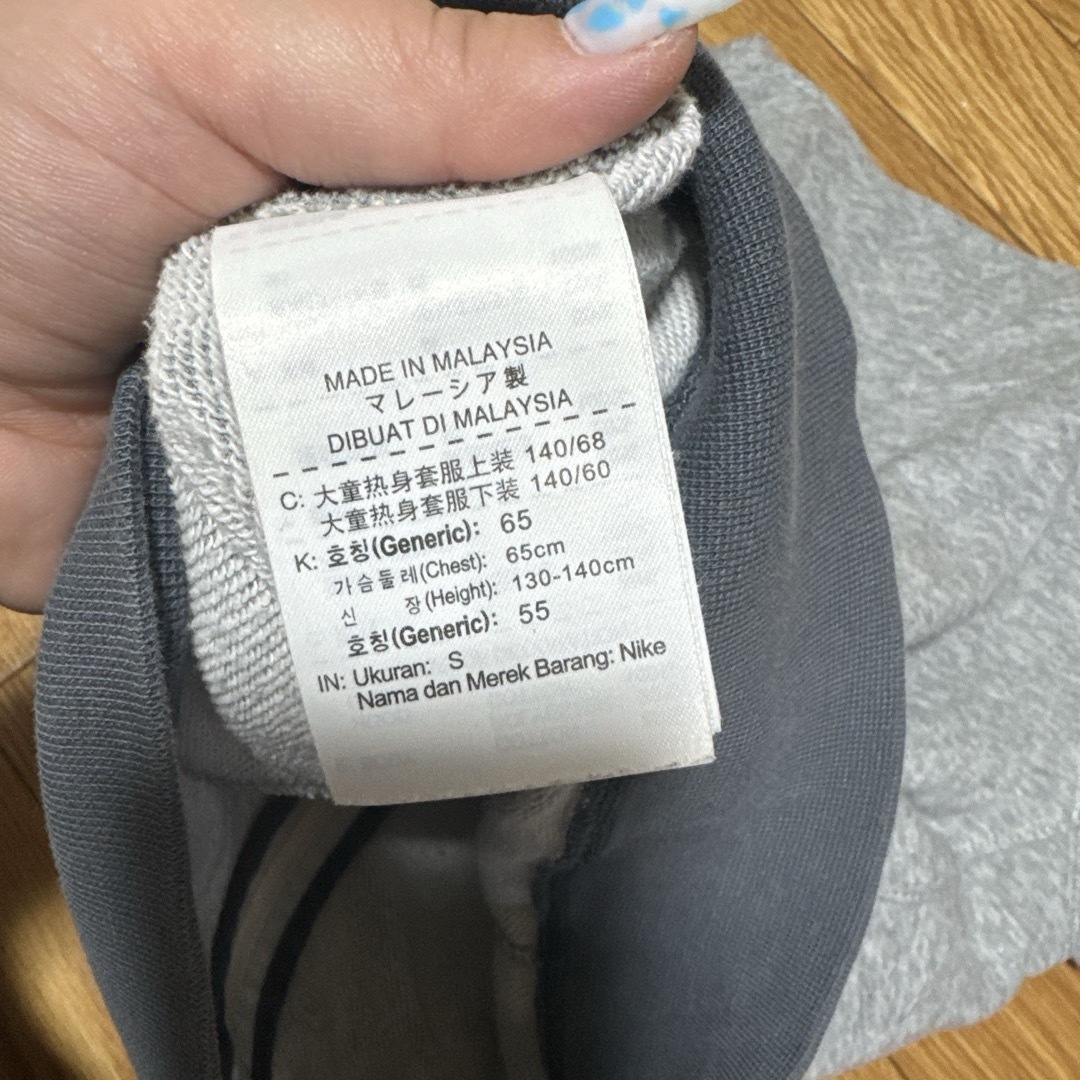 MADE IN MALAYSIA
マレーシア製
DIBUAT DI MALAYSIA
C: 大童热身套服上装 140/68
大童热身套服下装 140/60
K: 호칭(Generic): 65
가슴둘레(Chest): 65cm
신 장(Height): 130-140cm
호칭(Generic): 55
IN: Ukuran: S
Nama dan Merek Barang: Nike